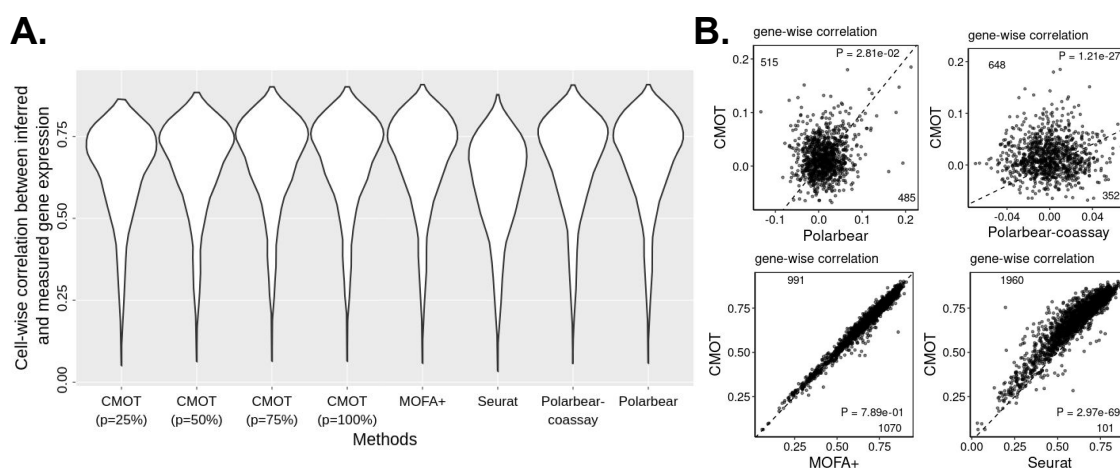 A.
Cell-wise correlation between inferred
and measured gene expression
0.75
0.50
0.25
0.00
CMOT
(p=25%)
CMOT
(p=50%)
CMOT
(p=75%)
CMOT
(p=100%)
MOFA+
Seurat
Polarbear-
coassay
Polarbear
Methods
B.
gene-wise correlation
P = 2.81e-02
515
485
CMOT
0.2
0.1
0.0
-0.1
0.0
0.1
0.2
Polarbear
gene-wise correlation
P = 1.21e-27
648
352
CMOT
0.2
0.1
0.0
-0.04
0.00
0.04
Polarbear-coassay
gene-wise correlation
991
P = 7.89e-01
1070
CMOT
0.75
0.50
0.25
0.25
0.50
0.75
MOFA+
gene-wise correlation
1960
P = 2.97e-69
101
CMOT
0.75
0.50
0.25
0.00
0.25
0.50
0.75
Seurat